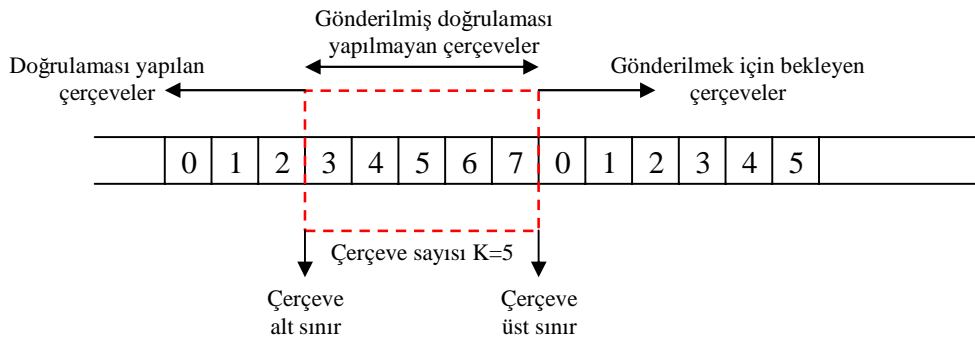 Gönderilmiş doğrulaması
yapılmayan çerçeveler
Doğrulaması yapılan
çerçeveler
Gönderilmek için bekleyen
çerçeveler
0 1 2 3 4 5 6 7 0 1 2 3 4 5
Çerçeve sayısı K=5
Çerçeve
alt sınır
Çerçeve
üst sınır